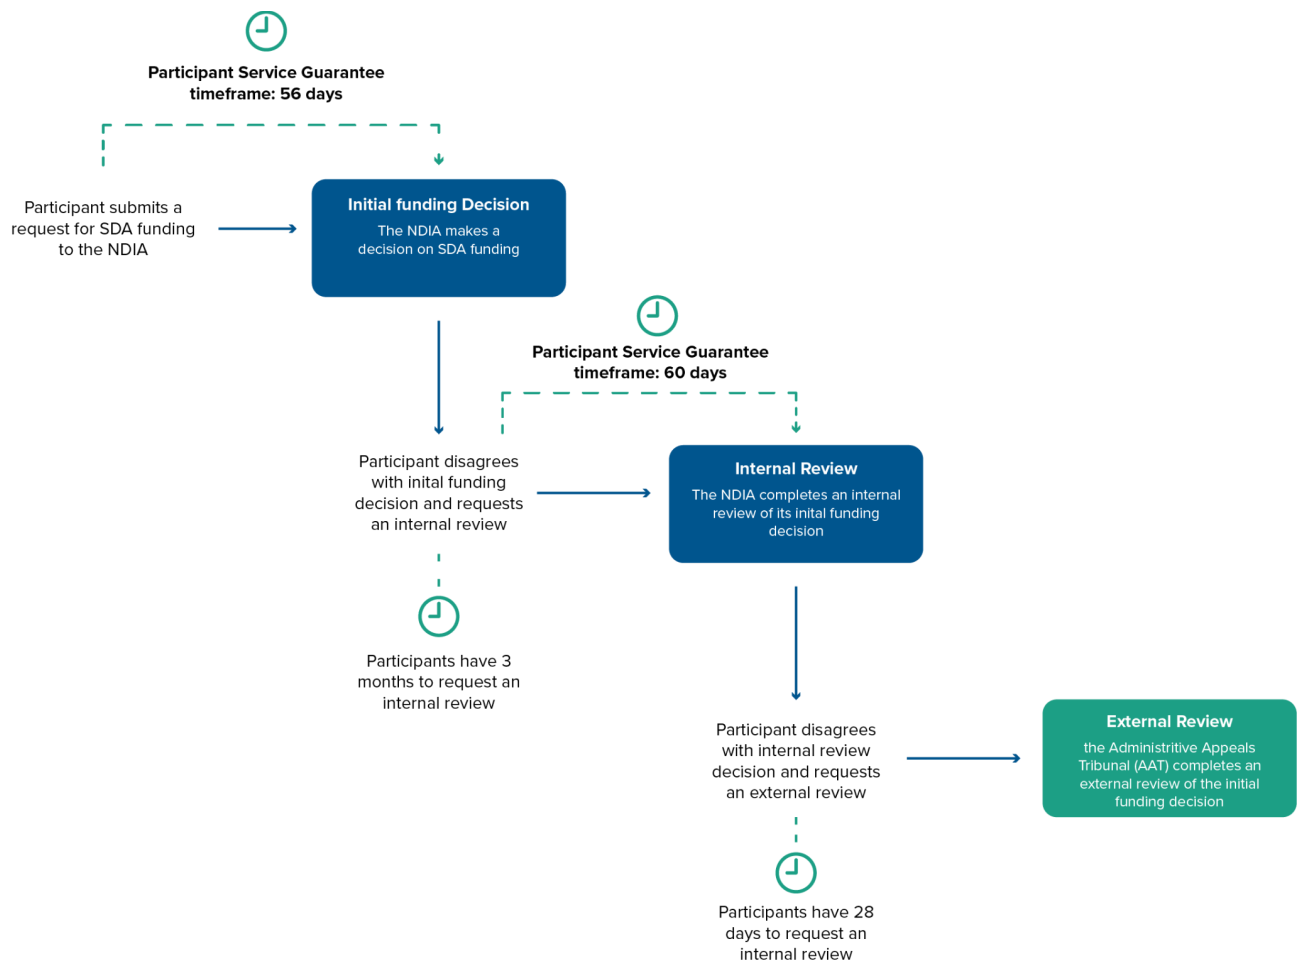 Participant Service Guarantee
timeframe: 56 days
Participant submits a
request for SDA funding
to the NDIA
Initial funding Decision
The NDIA makes a
decision on SDA funding
Participant Service Guarantee
timeframe: 60 days
Participant disagrees
with inital funding
decision and requests
an internal review
Internal Review
The NDIA completes an internal
review of its inital funding
decision
Participants have 3
months to request an
internal review
Participant disagrees
with internal review
decision and requests
an external review
External Review
the Administritive Appeals
Tribunal (AAT) completes an
external review of the initial
funding decision
Participants have 28
days to request an
internal review